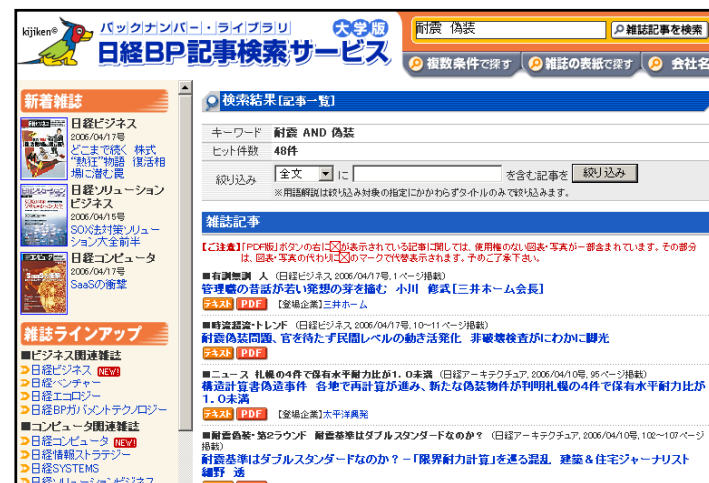 kijiken®
バックナンバー・ライブラリ 大学版
日経BP記事検索サービス
耐震 偽装
雑誌記事を検索
複数条件で探す
雑誌の表紙で探す
会社名
新着雑誌
日経ビジネス
2006/04/17号
どこまで続く 株式
“熱狂”物語 復活相
場に潜む罠
日経ソリューション
ビジネス
2006/04/15号
SOX法対策ソリュー
ション大全前半
日経コンピュータ
2006/04/17号
SaaSの衝撃
雑誌ラインアップ
■ビジネス関連雑誌
日経ビジネス NEW!
日経ベンチャー
日経エコロジー
日経BPガバメントテクノロジー
■コンピュータ関連雑誌
日経コンピュータ NEW!
日経情報ストラテジー
日経SYSTEMS
日経ソリューションビジネス
検索結果[記事一覧]
キーワード 耐震 AND 偽装
ヒット件数 48件
絞り込み 全文 に を含む記事を 絞り込み
※用語解説は絞り込み対象の指定にかかわらずタイトルのみで絞り込みます。
雑誌記事
【ご注意】「PDF版」ボタンの右に☒が表示されている記事に関しては、使用権のない図表・写真が一部含まれています。その部分
は、図表・写真の代わりに☒のマークで代替表示されます。予めご了承下さい。
■有訓無訓 人 (日経ビジネス, 2006/04/17号, 1ページ掲載)
管理職の昔話が若い発想の芽を摘む 小川 修武[三井ホーム会長]
テキスト PDF 【登場企業】三井ホーム
■時流超流・トレンド (日経ビジネス, 2006/04/17号, 10~11ページ掲載)
耐震偽装問題、官を待たず民間レベルの動き活発化 非破壊検査がにわかに脚光
テキスト PDF
■ニュース 札幌の4件で保有水平耐力比が1.0未満 (日経アーキテクチュア, 2006/04/10号, 95ページ掲載)
構造計算書偽造事件 各地で再計算が進み、新たな偽装物件が判明札幌の4件で保有水平耐力比が
1.0未満
テキスト PDF 【登場企業】太平洋興発
■耐震偽装・第2ラウンド 耐震基準はダブルスタンダードなのか? (日経アーキテクチュア, 2006/04/10号, 102~107ページ
掲載)
耐震基準はダブルスタンダードなのか?-「限界耐力計算」を巡る混乱 建築&住宅ジャーナリスト
細野 透